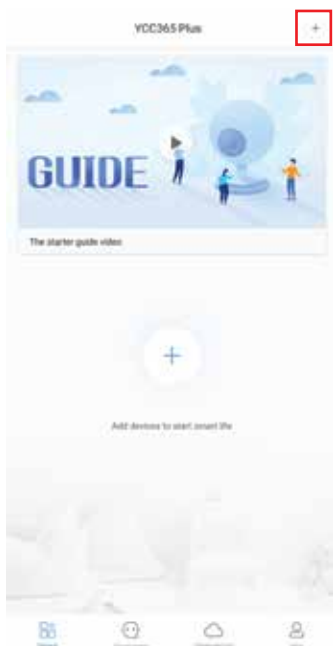 YCC365 Plus
+
GUIDE
The starter guide video
+
Add devices to start smart life